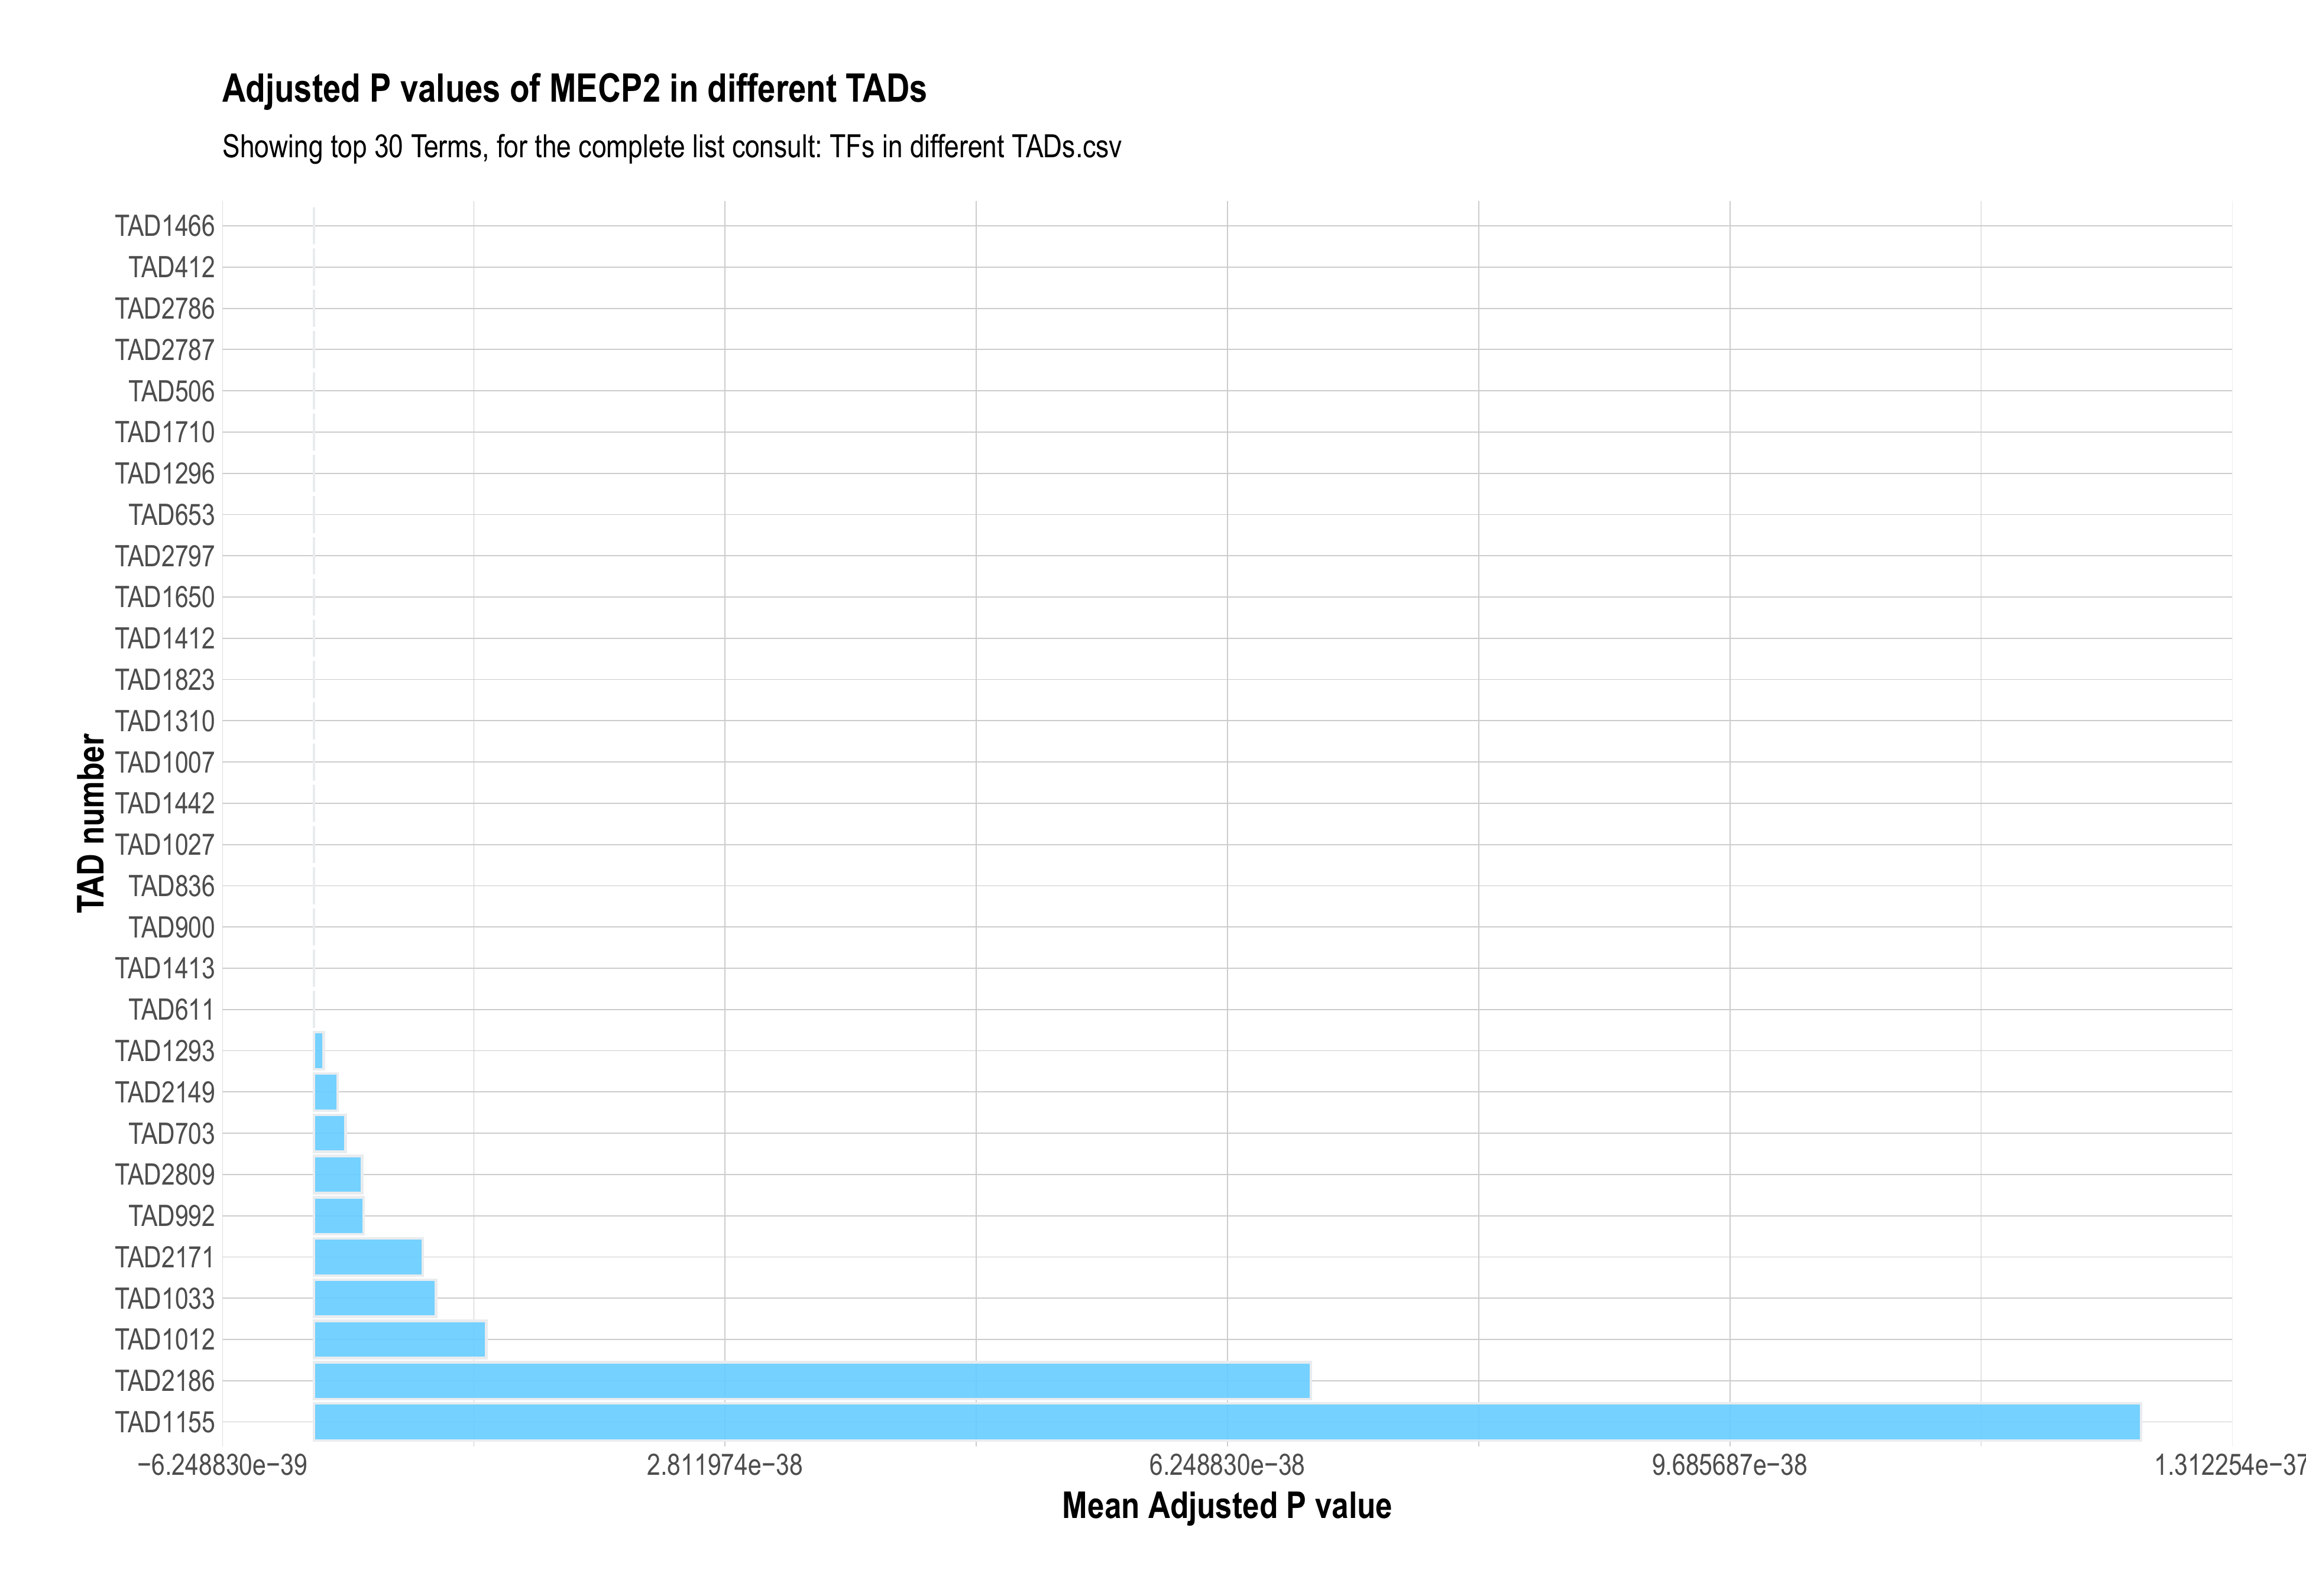 Adjusted P values of MECP2 in different TADs
Showing top 30 Terms, for the complete list consult: TFs in different TADs.csv
TAD number
TAD1466
TAD412
TAD2786
TAD2787
TAD506
TAD1710
TAD1296
TAD653
TAD2797
TAD1650
TAD1412
TAD1823
TAD1310
TAD1007
TAD1442
TAD1027
TAD836
TAD900
TAD1413
TAD611
TAD1293
TAD2149
TAD703
TAD2809
TAD992
TAD2171
TAD1033
TAD1012
TAD2186
TAD1155
−6.248830e−39 2.811974e−38 6.248830e−38 9.685687e−38 1.312254e−37
Mean Adjusted P value